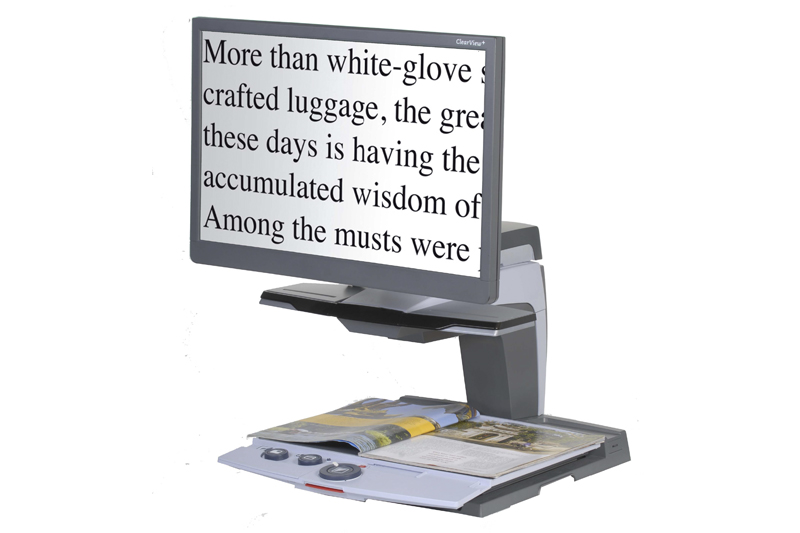 ClearView+
More than white-glove s
crafted luggage, the grea
these days is having the
accumulated wisdom of
Among the musts were